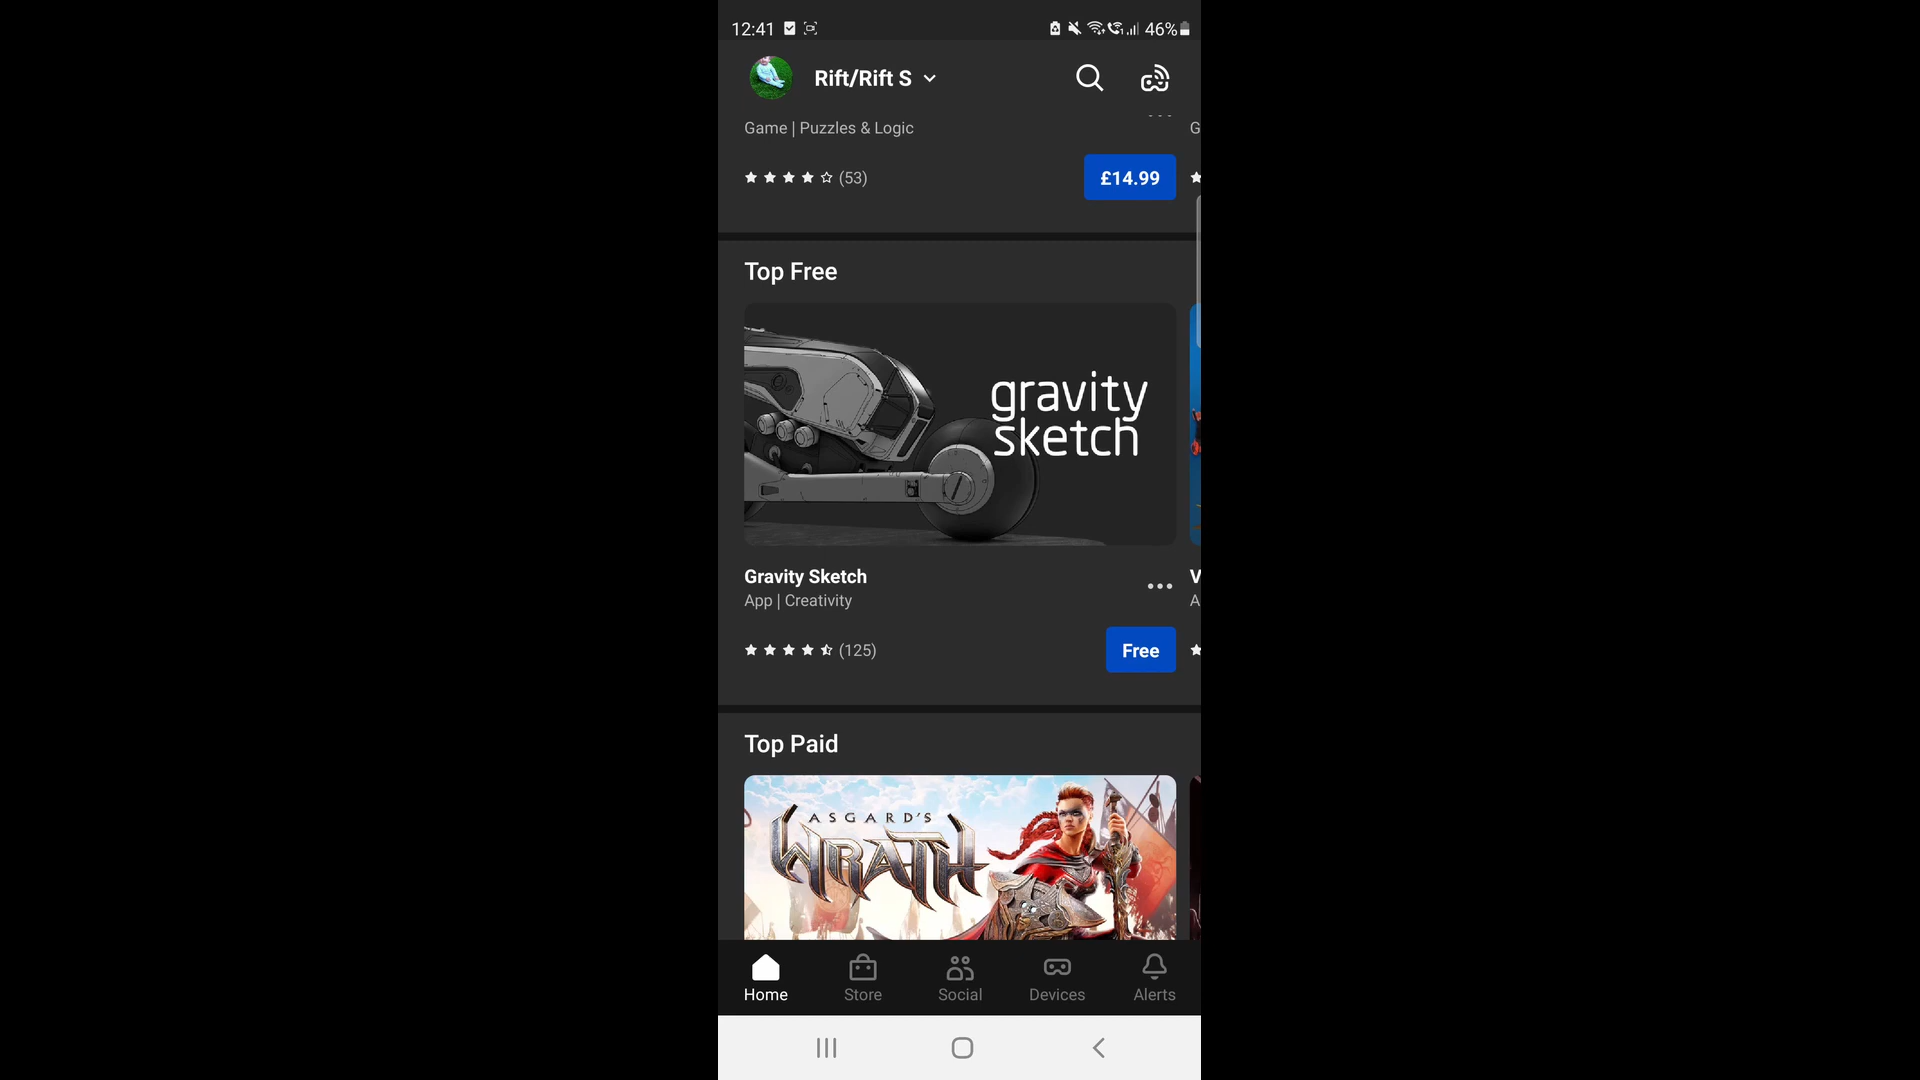 12:41 46%
Rift/Rift S
Game | Puzzles & Logic G
(53) £14.99
Top Free
gravity
sketch
Gravity Sketch V
App | Creativity A
(125) Free
Top Paid
ASGARD'S
WRATH
Home Store Social Devices Alerts